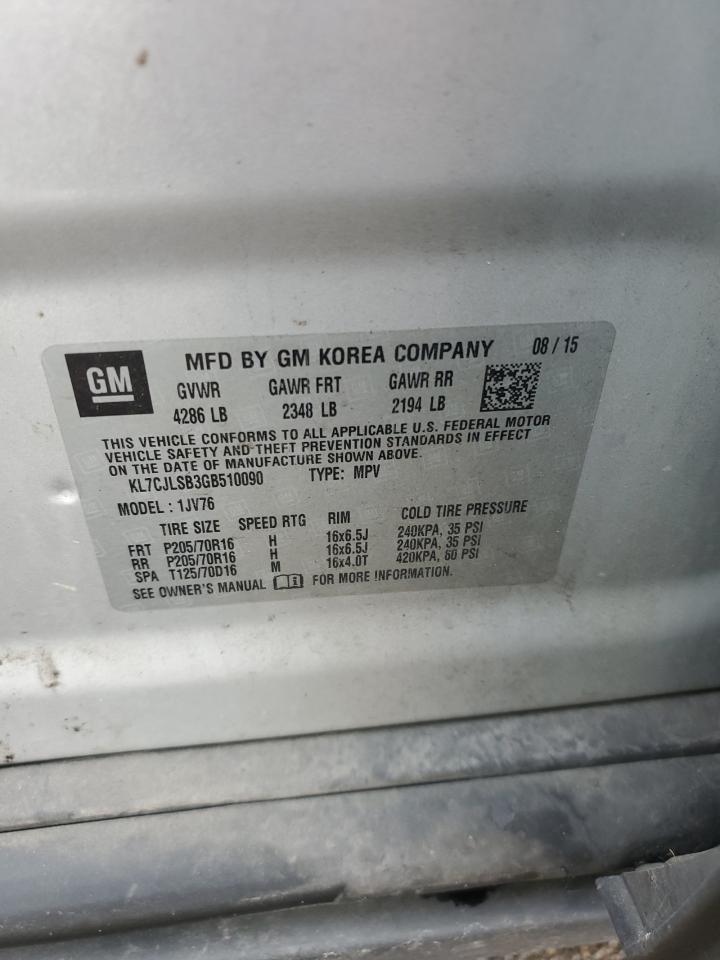 GM
MFD BY GM KOREA COMPANY 08 / 15
GVWR GAWR FRT GAWR RR
4286 LB 2348 LB 2194 LB
THIS VEHICLE CONFORMS TO ALL APPLICABLE U.S. FEDERAL MOTOR
VEHICLE SAFETY AND THEFT PREVENTION STANDARDS IN EFFECT
ON THE DATE OF MANUFACTURE SHOWN ABOVE.
KL7CJLSB3GB510090 TYPE: MPV
MODEL : 1JV76
TIRE SIZE SPEED RTG RIM COLD TIRE PRESSURE
FRT P205/70R16 H 16x6.5J 240KPA, 35 PSI
RR P205/70R16 H 16x6.5J 240KPA, 35 PSI
SPA T125/70D16 M 16x4.0T 420KPA, 60 PSI
SEE OWNER'S MANUAL FOR MORE INFORMATION.